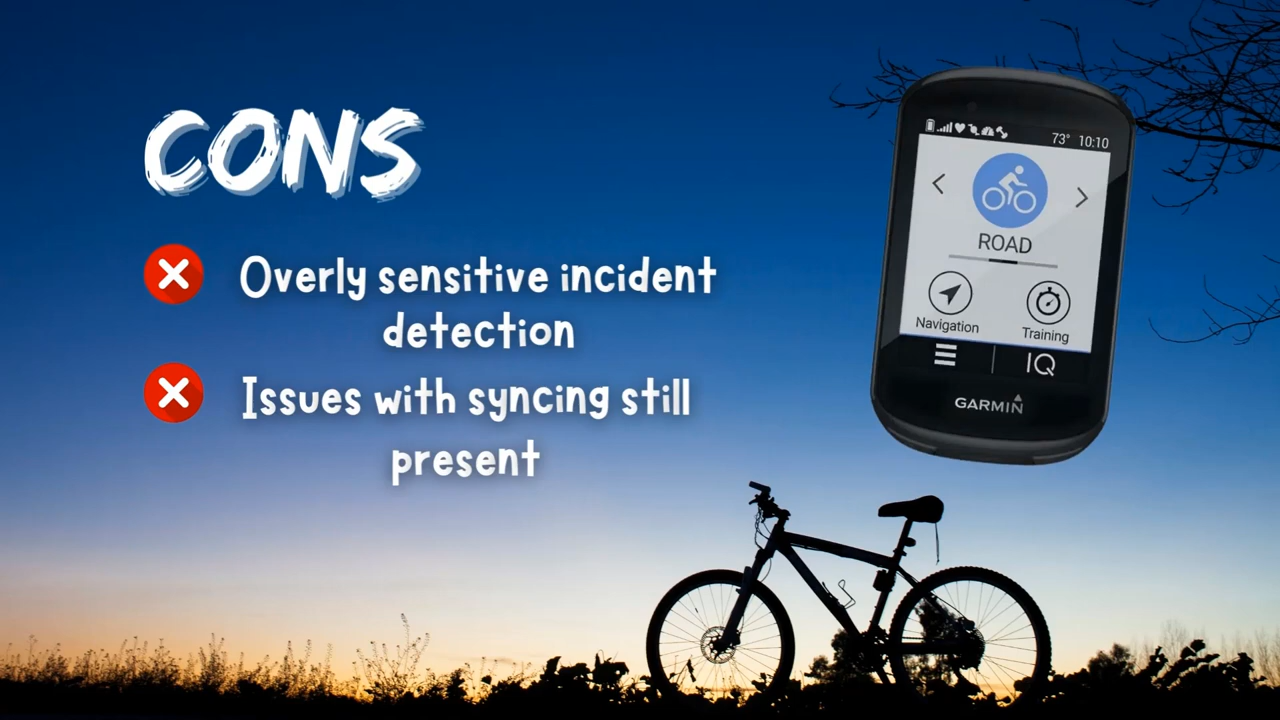 CONS
Overly sensitive incident
detection
Issues with syncing still
present
73° 10:10
ROAD
Navigation
Training
IQ
GARMIN